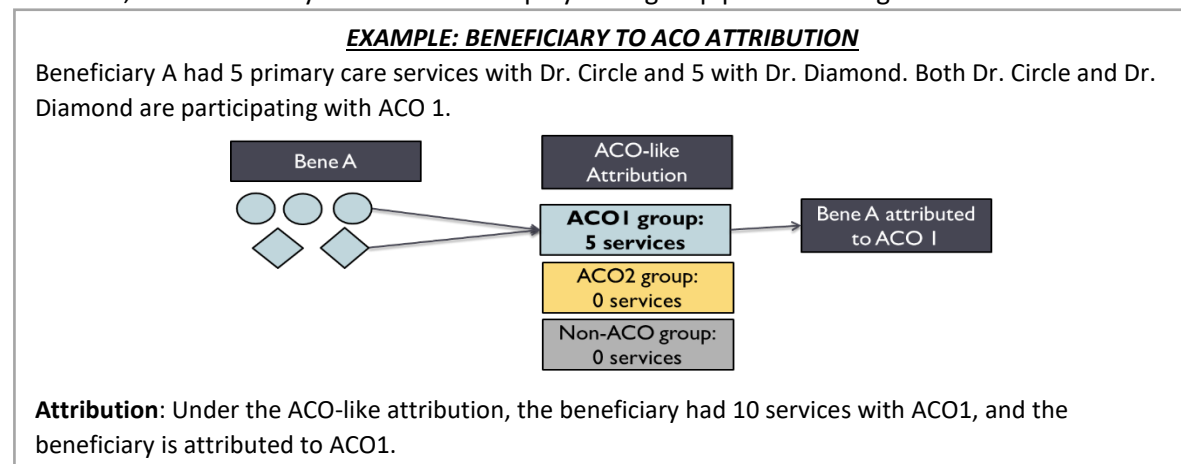 EXAMPLE: BENEFICIARY TO ACO ATTRIBUTION
Beneficiary A had 5 primary care services with Dr. Circle and 5 with Dr. Diamond. Both Dr. Circle and Dr.
Diamond are participating with ACO 1.
Bene A
ACO-like
Attribution
ACO1 group:
5 services
Bene A attributed
to ACO 1
ACO2 group:
0 services
Non-ACO group:
0 services
Attribution: Under the ACO-like attribution, the beneficiary had 10 services with ACO1, and the
beneficiary is attributed to ACO1.